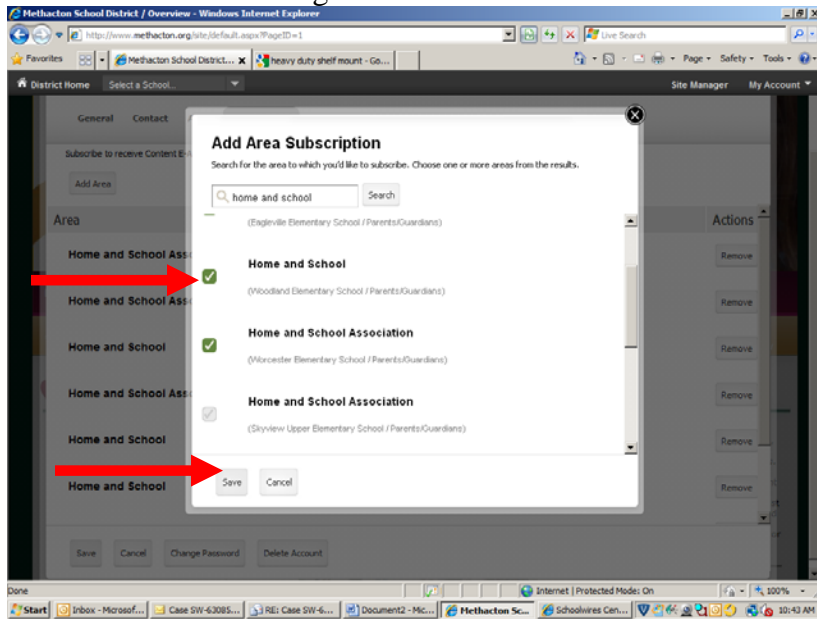 Methacton School District / Overview - Windows Internet Explorer
http://www.methacton.org/site/default.aspx?PageID=1
Live Search
Favorites
Methacton School District...
heavy duty shelf mount - Go...
Page
Safety
Tools
District Home
Select a School...
Site Manager
My Account
General
Contact
Subscribe to receive Content E-
Add Area
Area
Actions
Home and School Asso
Remove
Home and School Asso
Remove
Home and School
Remove
Home and School Asso
Remove
Home and School
Remove
Home and School
Remove
Save
Cancel
Change Password
Delete Account
Add Area Subscription
Search for the area to which you'd like to subscribe. Choose one or more areas from the results.
home and school
Search
(Eagleville Elementary School / Parents/Guardians)
Home and School
(Woodland Elementary School / Parents/Guardians)
Home and School Association
(Worcester Elementary School / Parents/Guardians)
Home and School Association
(Skyview Upper Elementary School / Parents/Guardians)
Save
Cancel
Done
Internet | Protected Mode: On
100%
Start
Inbox - Microsof...
Case SW-63085...
RE: Case SW-6...
Document2 - Mic...
Methacton Sc...
Schoolwires Cen...
10:43 AM